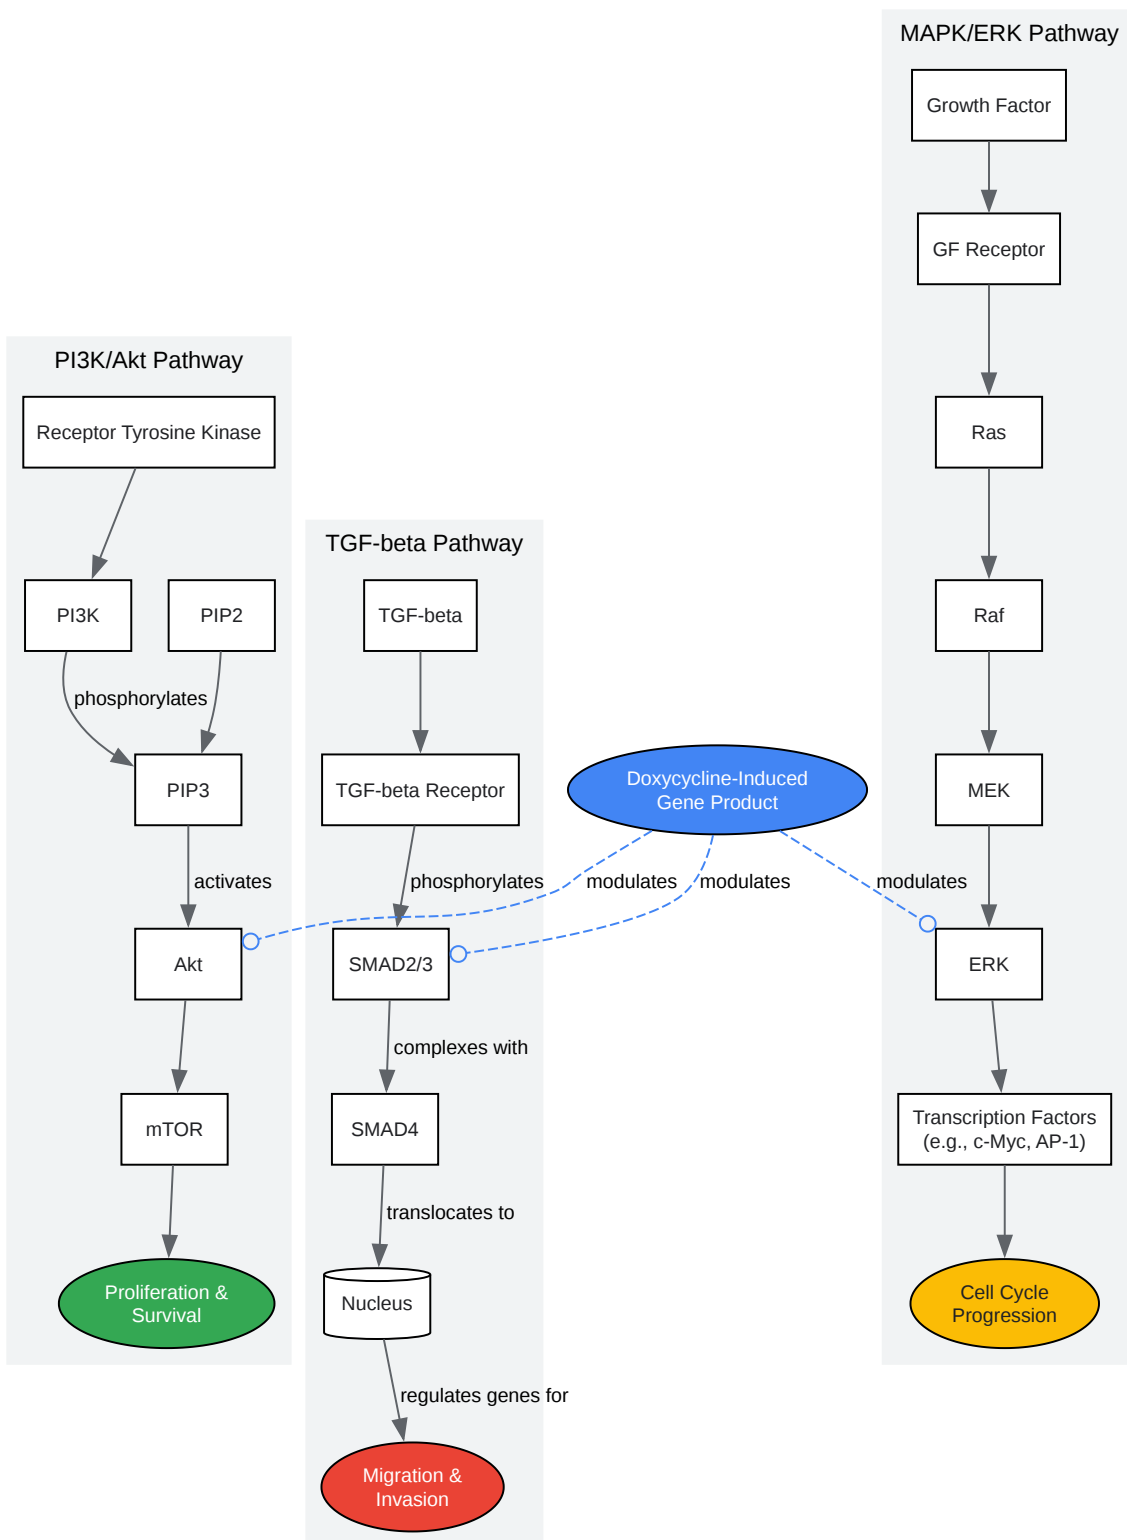 MAPK/ERK Pathway
Growth Factor
GF Receptor
Ras
Raf
MEK
modulates
ERK
Transcription Factors
(e.g., c-Myc, AP-1)
Cell Cycle
Progression
PI3K/Akt Pathway
Receptor Tyrosine Kinase
PI3K
PIP2
phosphorylates
PIP3
activates
Akt
mTOR
Proliferation &
Survival
TGF-beta Pathway
TGF-beta
TGF-beta Receptor
phosphorylates
SMAD2/3
complexes with
SMAD4
translocates to
Nucleus
regulates genes for
Migration &
Invasion
Doxycycline-Induced
Gene Product
modulates
modulates